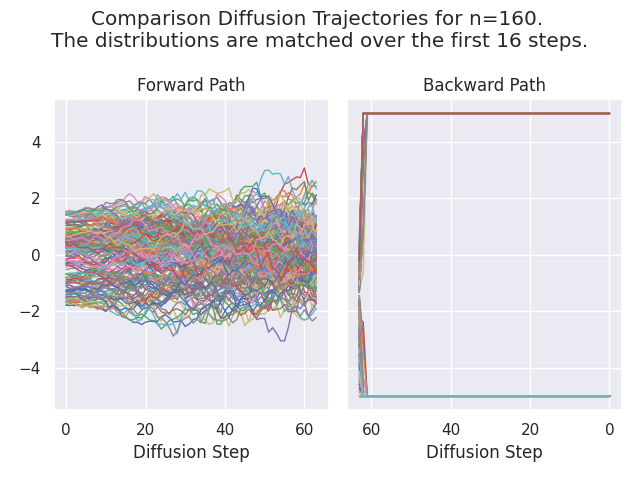 Comparison Diffusion Trajectories for n=160.
The distributions are matched over the first 16 steps.
Forward Path
Backward Path
4
2
0
−2
−4
0 20 40 60
60 40 20 0
Diffusion Step
Diffusion Step